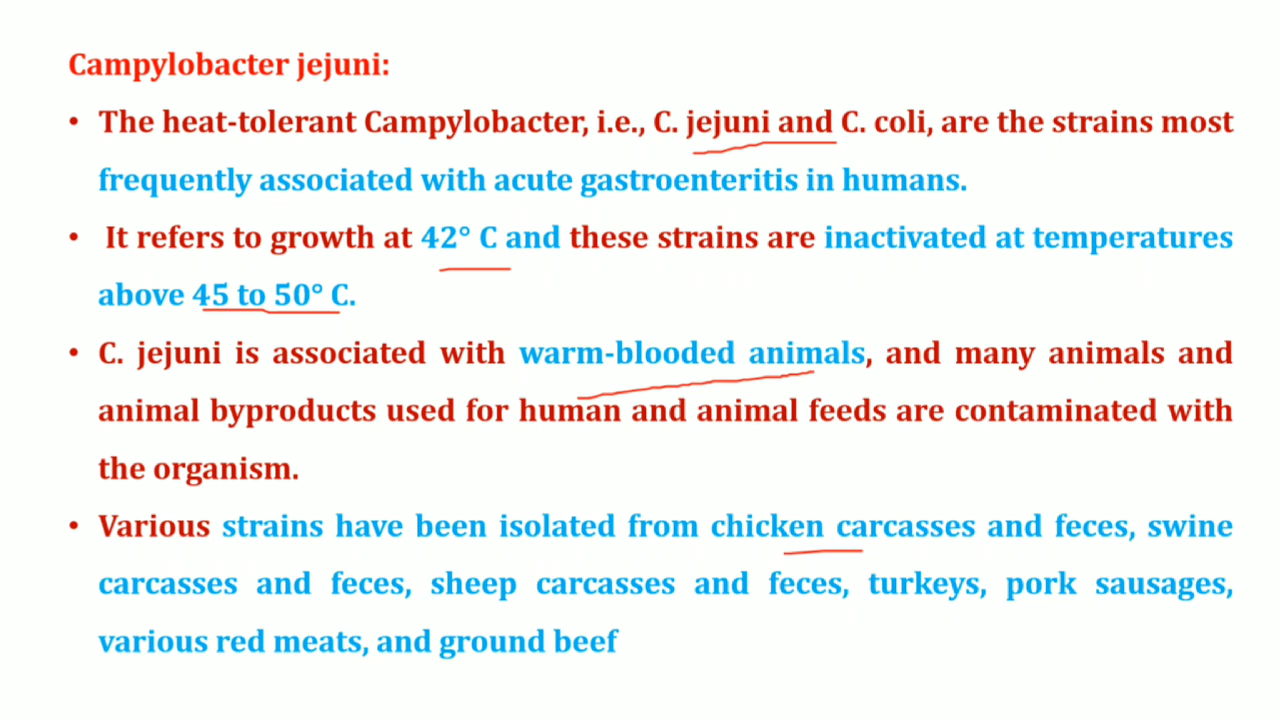 Campylobacter jejuni:
• The heat-tolerant Campylobacter, i.e., C. jejuni and C. coli, are the strains most
frequently associated with acute gastroenteritis in humans.
• It refers to growth at 42° C and these strains are inactivated at temperatures
above 45 to 50° C.
• C. jejuni is associated with warm-blooded animals, and many animals and
animal byproducts used for human and animal feeds are contaminated with
the organism.
• Various strains have been isolated from chicken carcasses and feces, swine
carcasses and feces, sheep carcasses and feces, turkeys, pork sausages,
various red meats, and ground beef